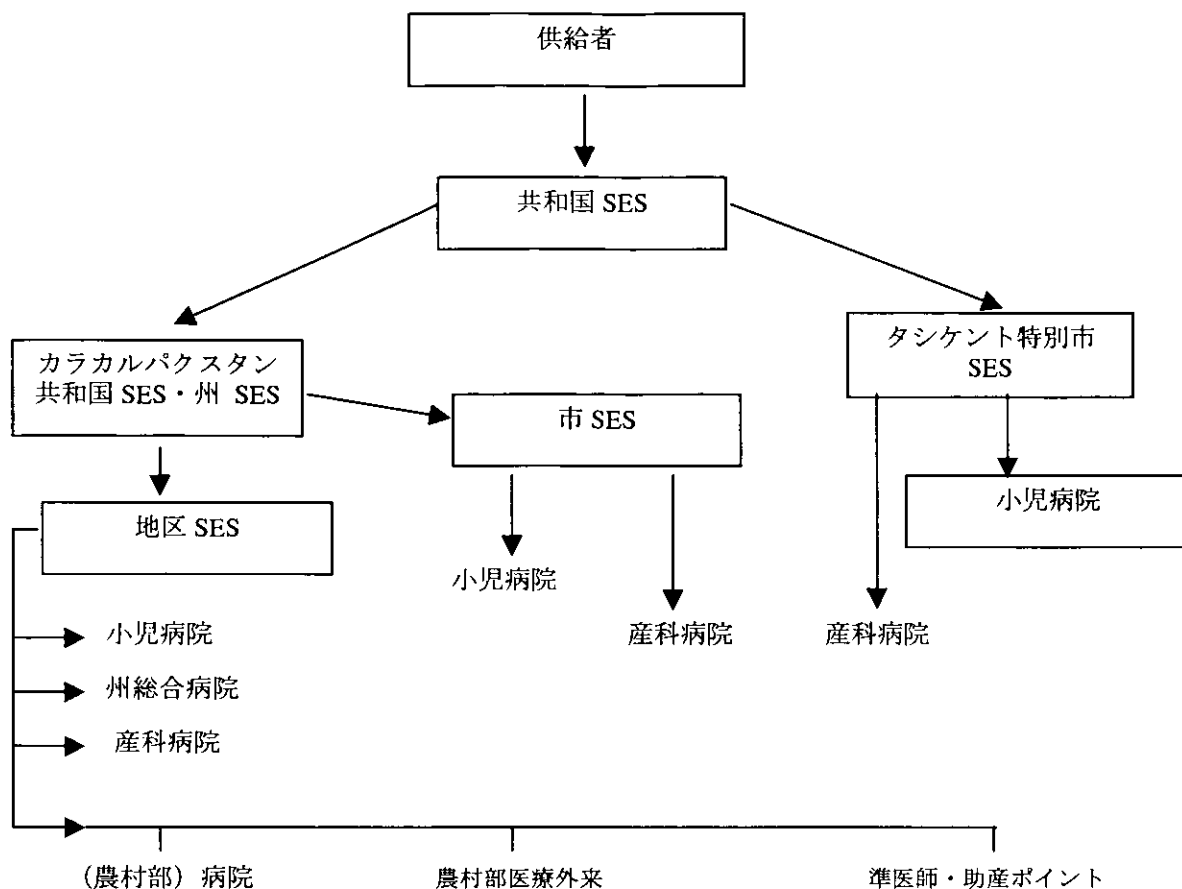 供給者
共和国 SES
カラカルパクスタン
共和国 SES・州 SES
タシケント特別市
SES
市 SES
地区 SES
小児病院
小児病院
産科病院
産科病院
小児病院
州総合病院
産科病院
(農村部) 病院
農村部医療外来
準医師・助産ポイント